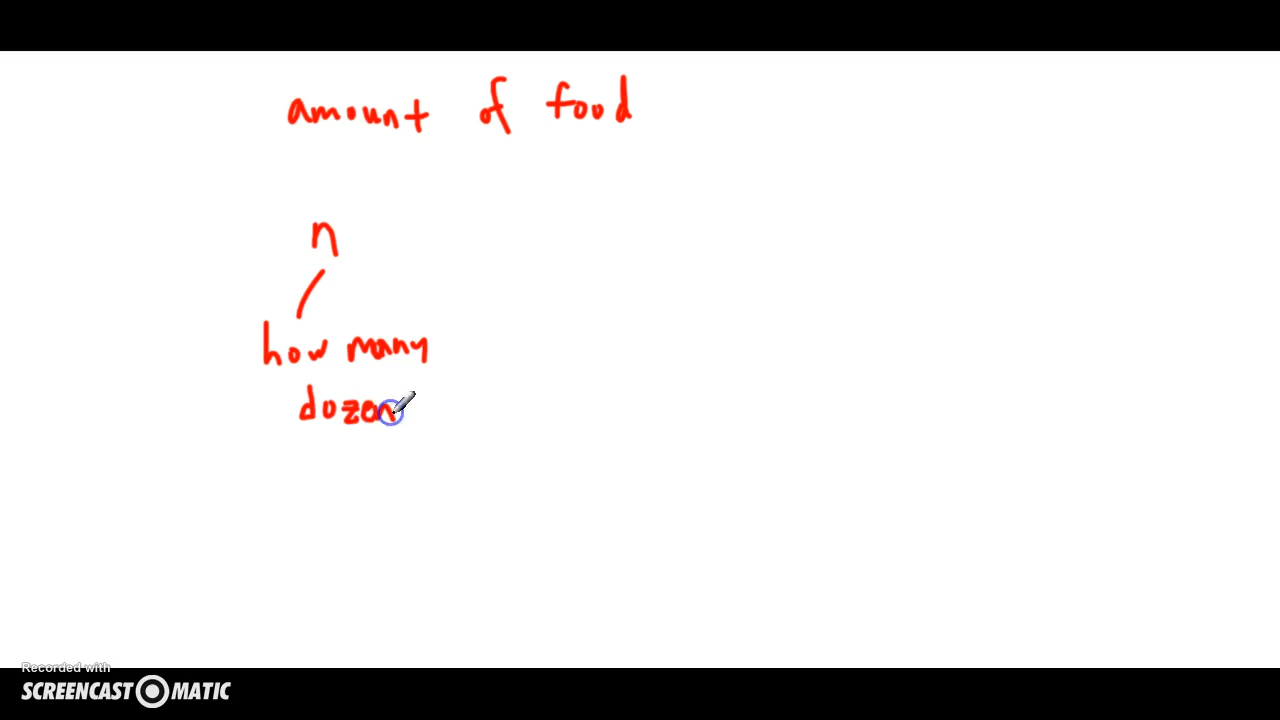 amount of food
n
how many
dozen
Recorded with
SCREENCAST MATIC